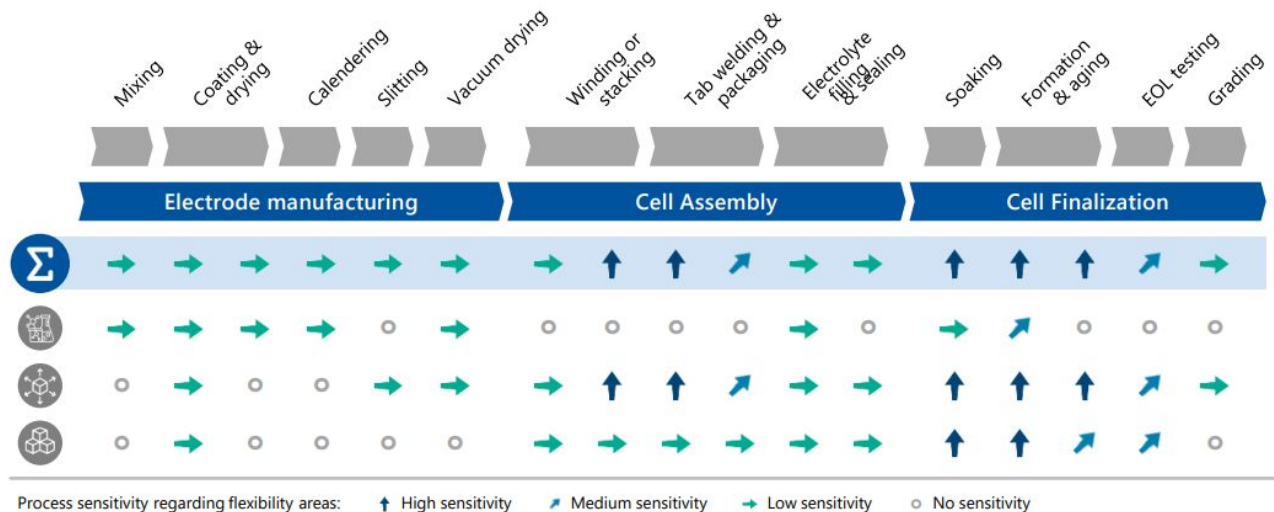 Mixing
Coating &
drying
Calendering
Slitting
Vacuum drying
Winding or
stacking
Tab welding &
packaging
Electrolyte
filling
& sealing
Soaking
Formation
& aging
EOL testing
Grading
Electrode manufacturing
Cell Assembly
Cell Finalization
Σ
Process sensitivity regarding flexibility areas: High sensitivity Medium sensitivity Low sensitivity No sensitivity